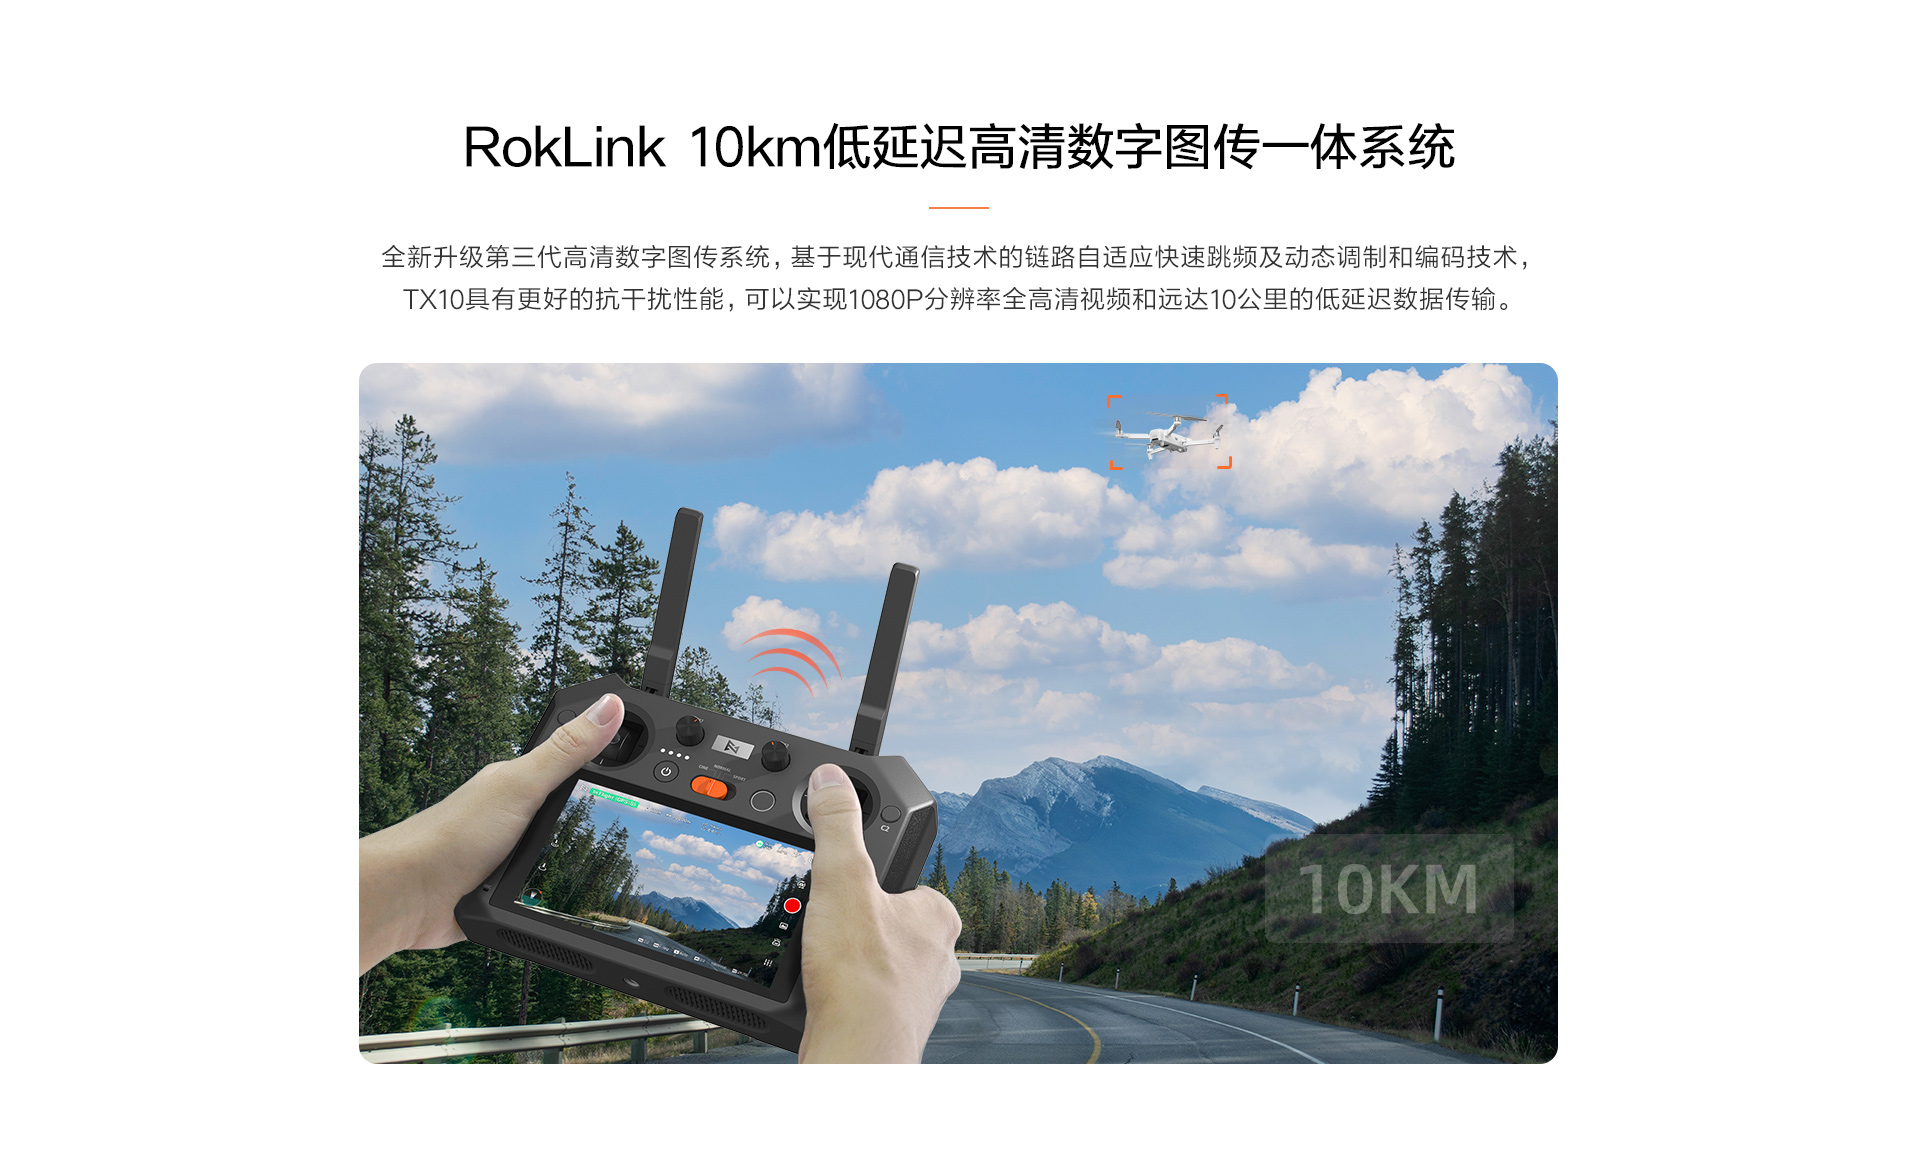 RokLink 10km低延迟高清数字图传一体系统
全新升级第三代高清数字图传系统，基于现代通信技术的链路自适应快速跳频及动态调制和编码技术，
TX10具有更好的抗干扰性能，可以实现1080P分辨率全高清视频和远达10公里的低延迟数据传输。
CINE NORMAL SPORT
C2
10KM